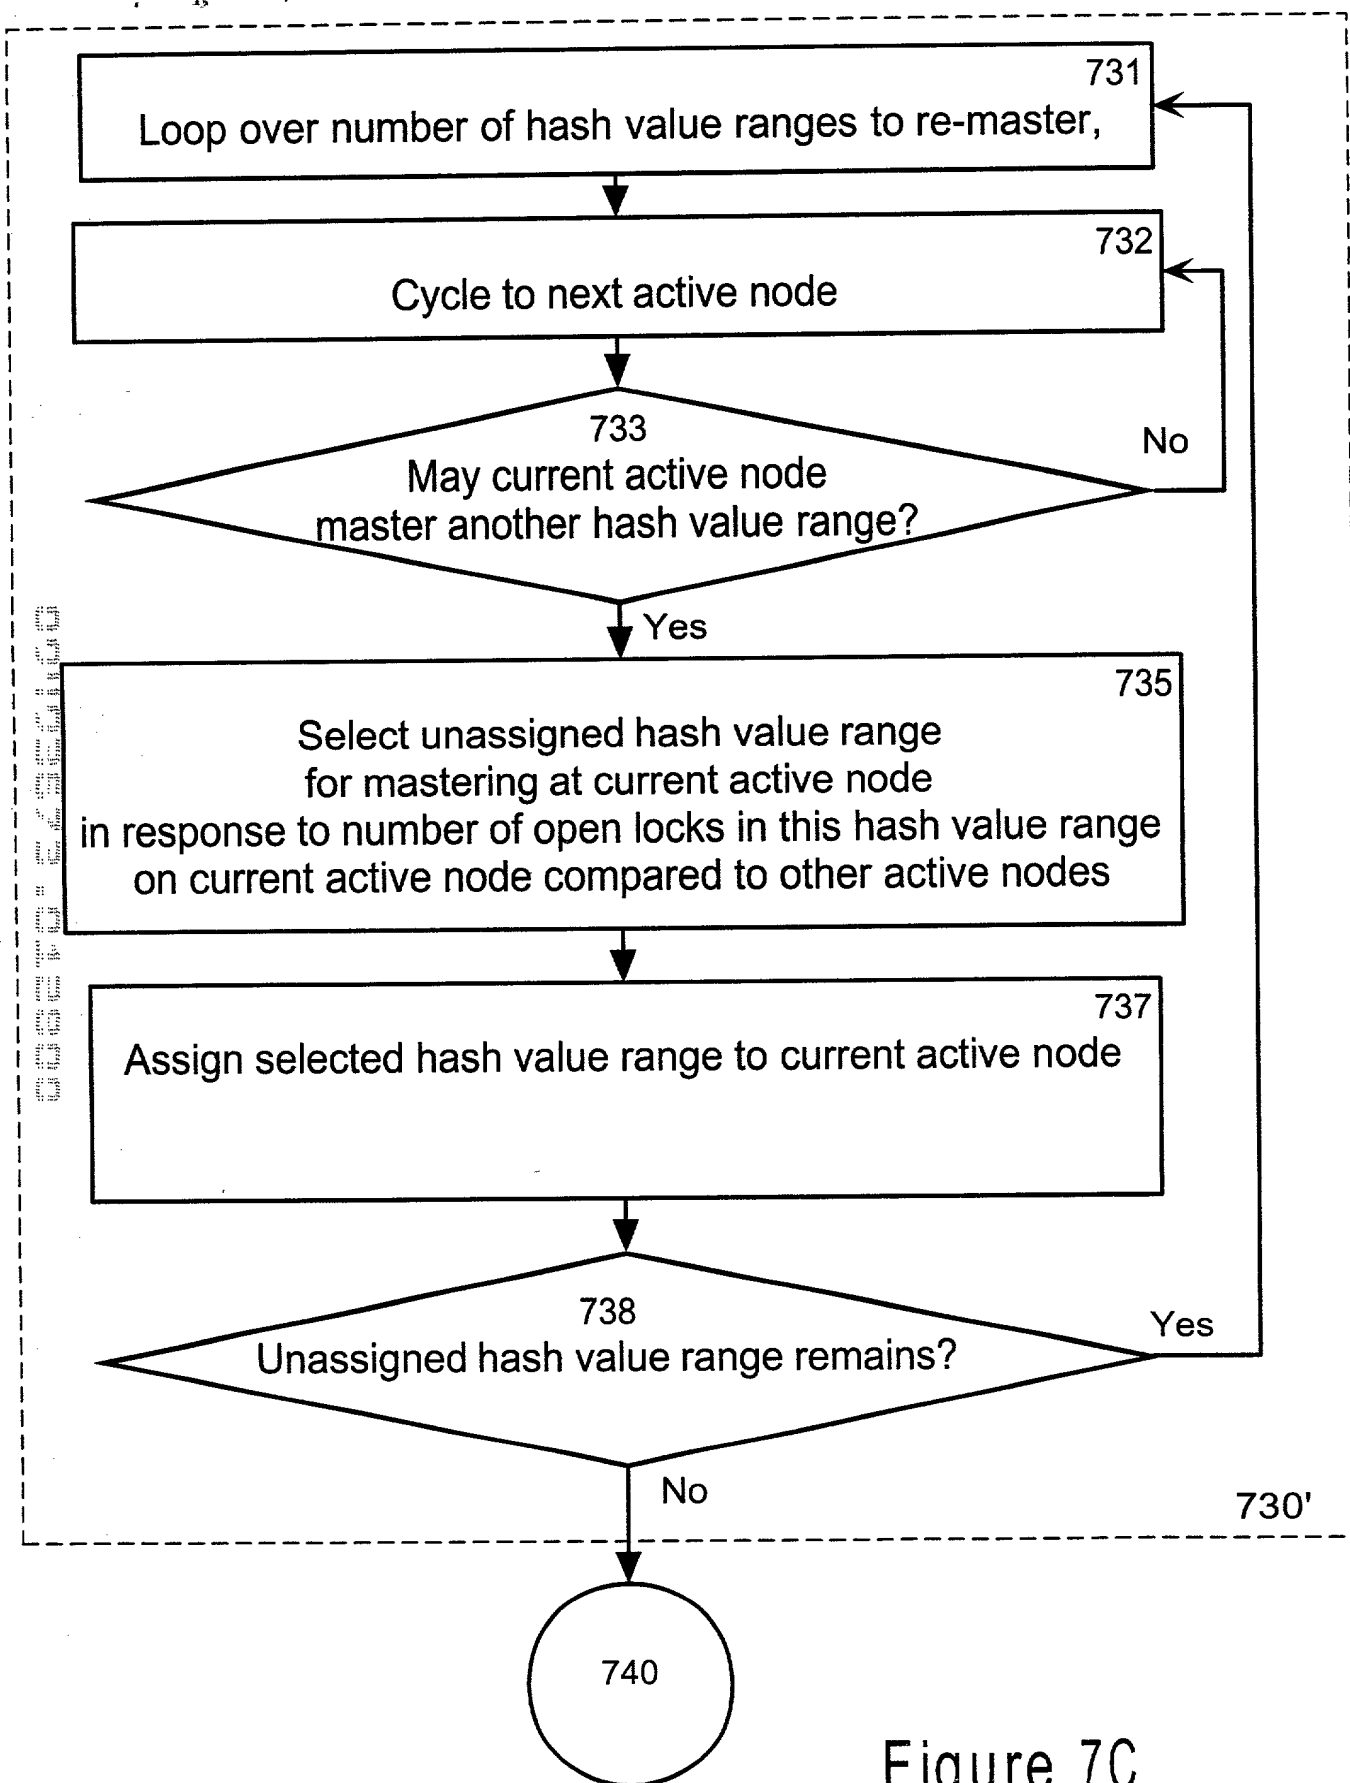 731
Loop over number of hash value ranges to re-master,
732
Cycle to next active node
733
May current active node
master another hash value range?
No
Yes
735
Select unassigned hash value range
for mastering at current active node
in response to number of open locks in this hash value range
on current active node compared to other active nodes
737
Assign selected hash value range to current active node
738
Unassigned hash value range remains?
Yes
No
730'
740
Figure 7C